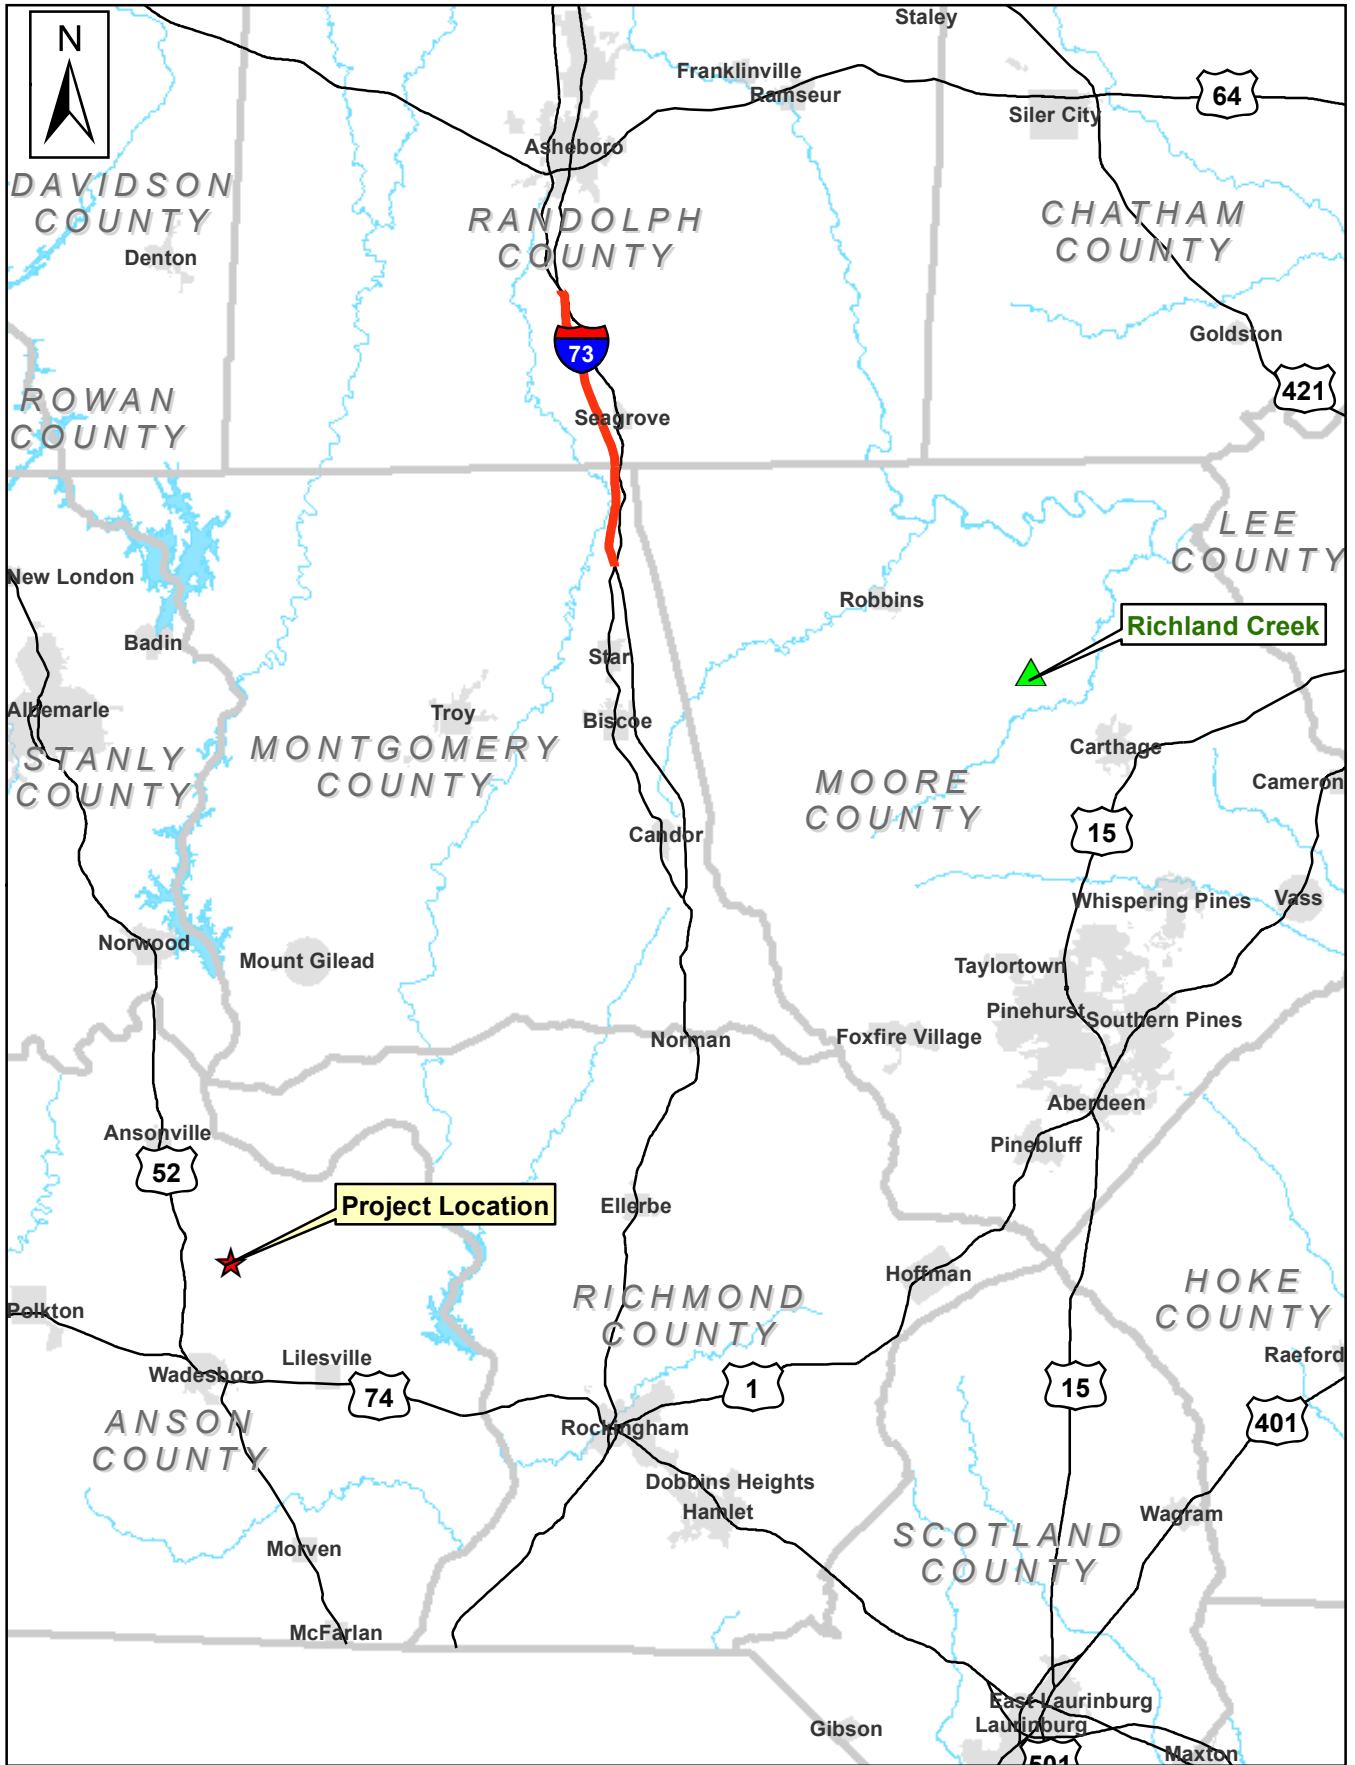 N
Staley
Franklinville
Ramseur
64
Siler City
Asheboro
DAVIDSON
COUNTY
Denton
RANDOLPH
COUNTY
CHATHAM
COUNTY
Goldston
73
421
ROWAN
COUNTY
Seagrove
LEE
COUNTY
New London
Robbins
Richland Creek
Badin
Star
Albemarle
Troy
Biscoe
STANLY
COUNTY
MONTGOMERY
COUNTY
Carthage
MOORE
COUNTY
Cameron
Candor
15
Whispering Pines
Vass
Norwood
Mount Gilead
Taylortown
Pinehurst
Southern Pines
Norman
Foxfire Village
Aberdeen
Ansonville
Pinebluff
52
Project Location
Ellerbe
Hoffman
RICHMOND
COUNTY
HOKE
COUNTY
Polkton
Raeford
Wadesboro
Lilesville
74
1
15
401
ANSON
COUNTY
Rockingham
Dobbins Heights
Hamlet
Wagram
SCOTLAND
COUNTY
Morven
McFarlan
East Laurinburg
Laurinburg
Gibson
Maxton
501